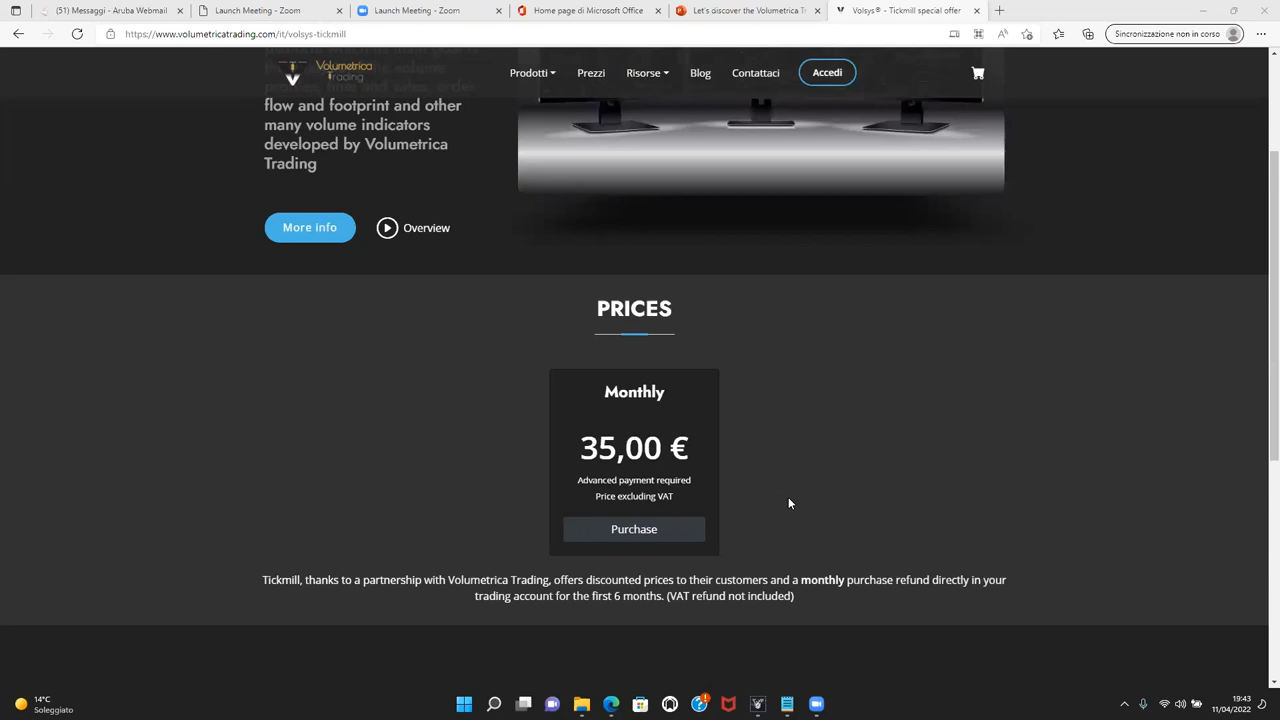 (51) Messaggi - Aruba Webmail
Launch Meeting - Zoom
Launch Meeting - Zoom
Home page di Microsoft Office
Let's discover the Volumetrica T
Volsys® - Tickmill special offer
https://www.volumetricatrading.com/it/volsys-tickmill
Sincronizzazione non in corso
Volumetrica
Trading
Prodotti
Prezzi
Risorse
Blog
Contattaci
Accedi
flow and footprint and other
many volume indicators
developed by Volumetrica
Trading
More info
Overview
PRICES
Monthly
35,00 €
Advanced payment required
Price excluding VAT
Purchase
Tickmill, thanks to a partnership with Volumetrica Trading, offers discounted prices to their customers and a monthly purchase refund directly in your
trading account for the first 6 months. (VAT refund not included)
14°C
Soleggiato
19:43
11/04/2022